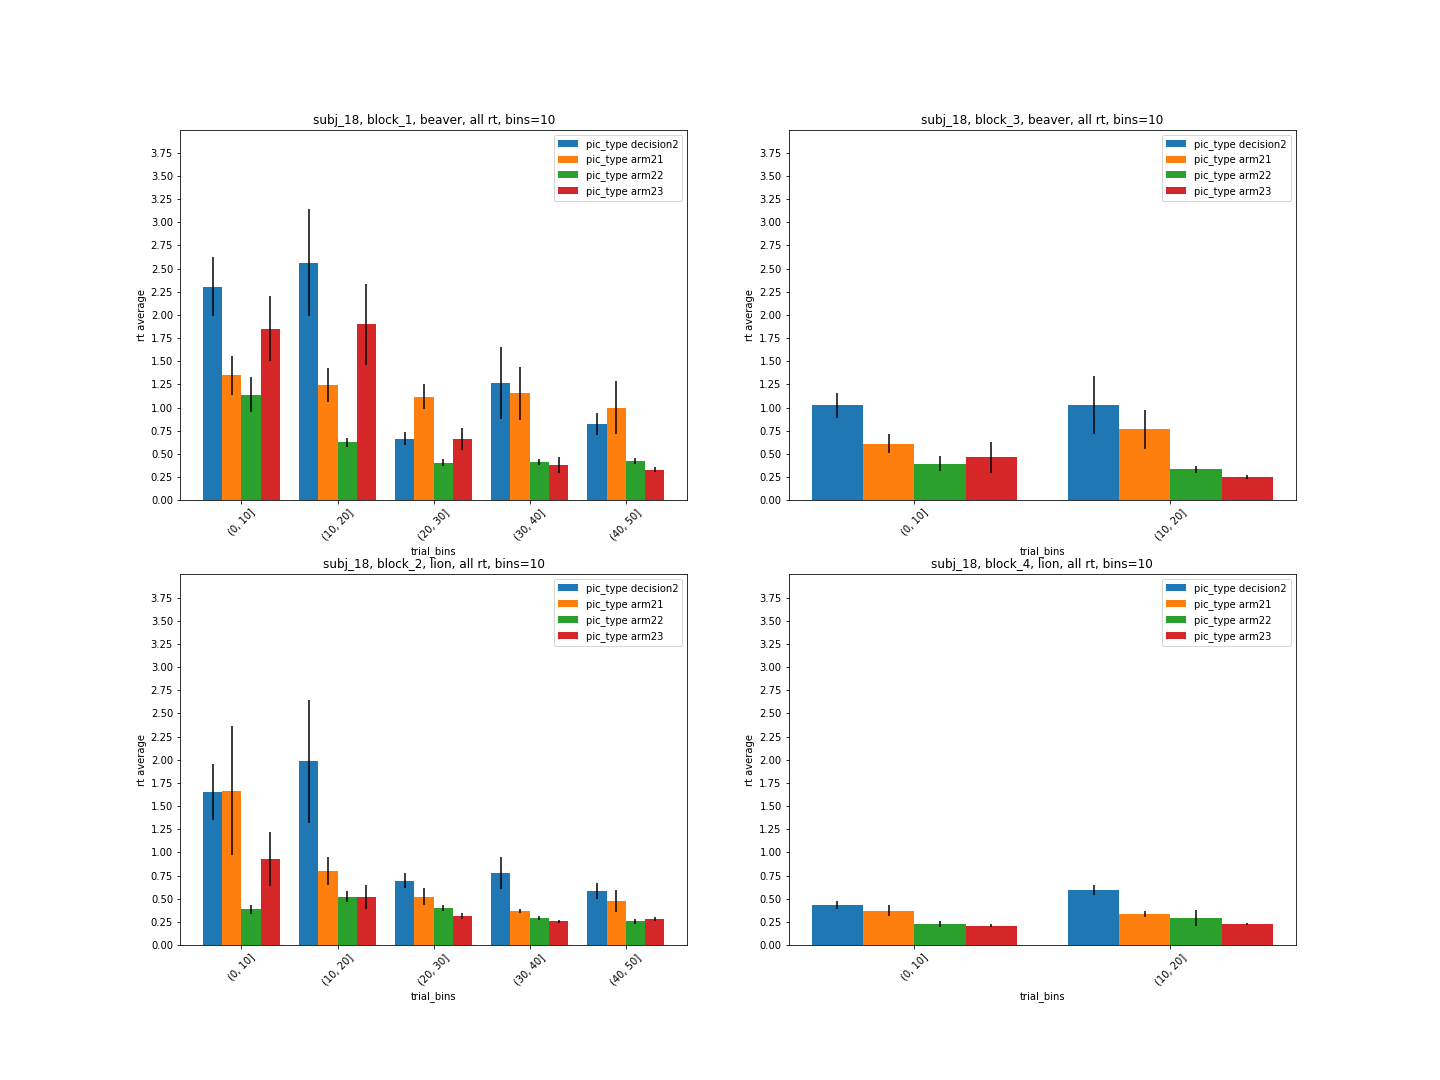 subj_18, block_1, beaver, all rt, bins=10
pic_type decision2
pic_type arm21
pic_type arm22
pic_type arm23
rt average
3.75
3.50
3.25
3.00
2.75
2.50
2.25
2.00
1.75
1.50
1.25
1.00
0.75
0.50
0.25
0.00
(0, 10]
(10, 20]
(20, 30]
(30, 40]
(40, 50]
trial_bins
subj_18, block_3, beaver, all rt, bins=10
pic_type decision2
pic_type arm21
pic_type arm22
pic_type arm23
rt average
3.75
3.50
3.25
3.00
2.75
2.50
2.25
2.00
1.75
1.50
1.25
1.00
0.75
0.50
0.25
0.00
(0, 10]
(10, 20]
trial_bins
subj_18, block_2, lion, all rt, bins=10
pic_type decision2
pic_type arm21
pic_type arm22
pic_type arm23
rt average
3.75
3.50
3.25
3.00
2.75
2.50
2.25
2.00
1.75
1.50
1.25
1.00
0.75
0.50
0.25
0.00
(0, 10]
(10, 20]
(20, 30]
(30, 40]
(40, 50]
trial_bins
subj_18, block_4, lion, all rt, bins=10
pic_type decision2
pic_type arm21
pic_type arm22
pic_type arm23
rt average
3.75
3.50
3.25
3.00
2.75
2.50
2.25
2.00
1.75
1.50
1.25
1.00
0.75
0.50
0.25
0.00
(0, 10]
(10, 20]
trial_bins